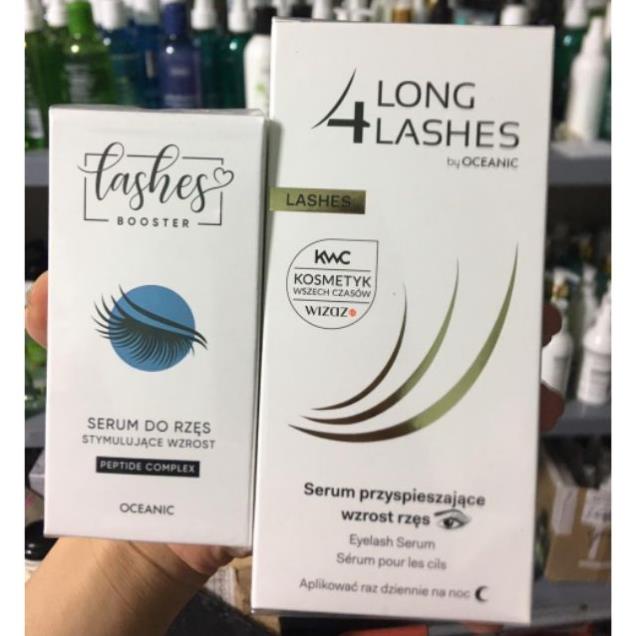 lashes
BOOSTER
SERUM DO RZĘS
STYMULUJĄCE WZROST
PEPTIDE COMPLEX
OCEANIC
LONG
4 LASHES
by OCEANIC
LASHES
KWC
KOSMETYK
WSZECH CZASÓW
WIZAZ
Serum przyspieszające
wzrost rzęs
Eyelash Serum
Sérum pour les cils
Aplikować raz dziennie na noc